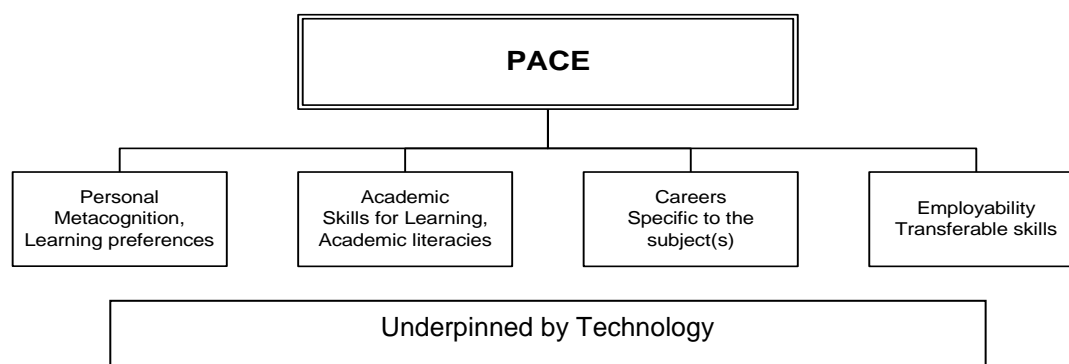 PACE
Personal
Metacognition,
Learning preferences
Academic
Skills for Learning,
Academic literacies
Careers
Specific to the
subject(s)
Employability
Transferable skills
Underpinned by Technology